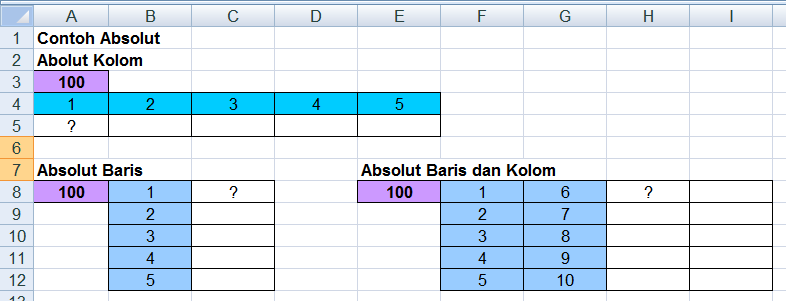 A B C D E F G H I
1 Contoh Absolut
2 Abolut Kolom
3 100
4 1 2 3 4 5
5 ?
6
7 Absolut Baris Absolut Baris dan Kolom
8 100 1 ? 100 1 6 ?
9 2 2 7
10 3 3 8
11 4 4 9
12 5 5 10